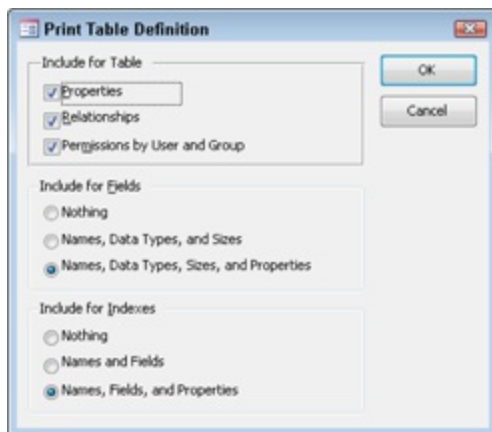 Print Table Definition
Include for Table
Properties
Relationships
Permissions by User and Group
OK
Cancel
Include for Fields
Nothing
Names, Data Types, and Sizes
Names, Data Types, Sizes, and Properties
Include for Indexes
Nothing
Names and Fields
Names, Fields, and Properties